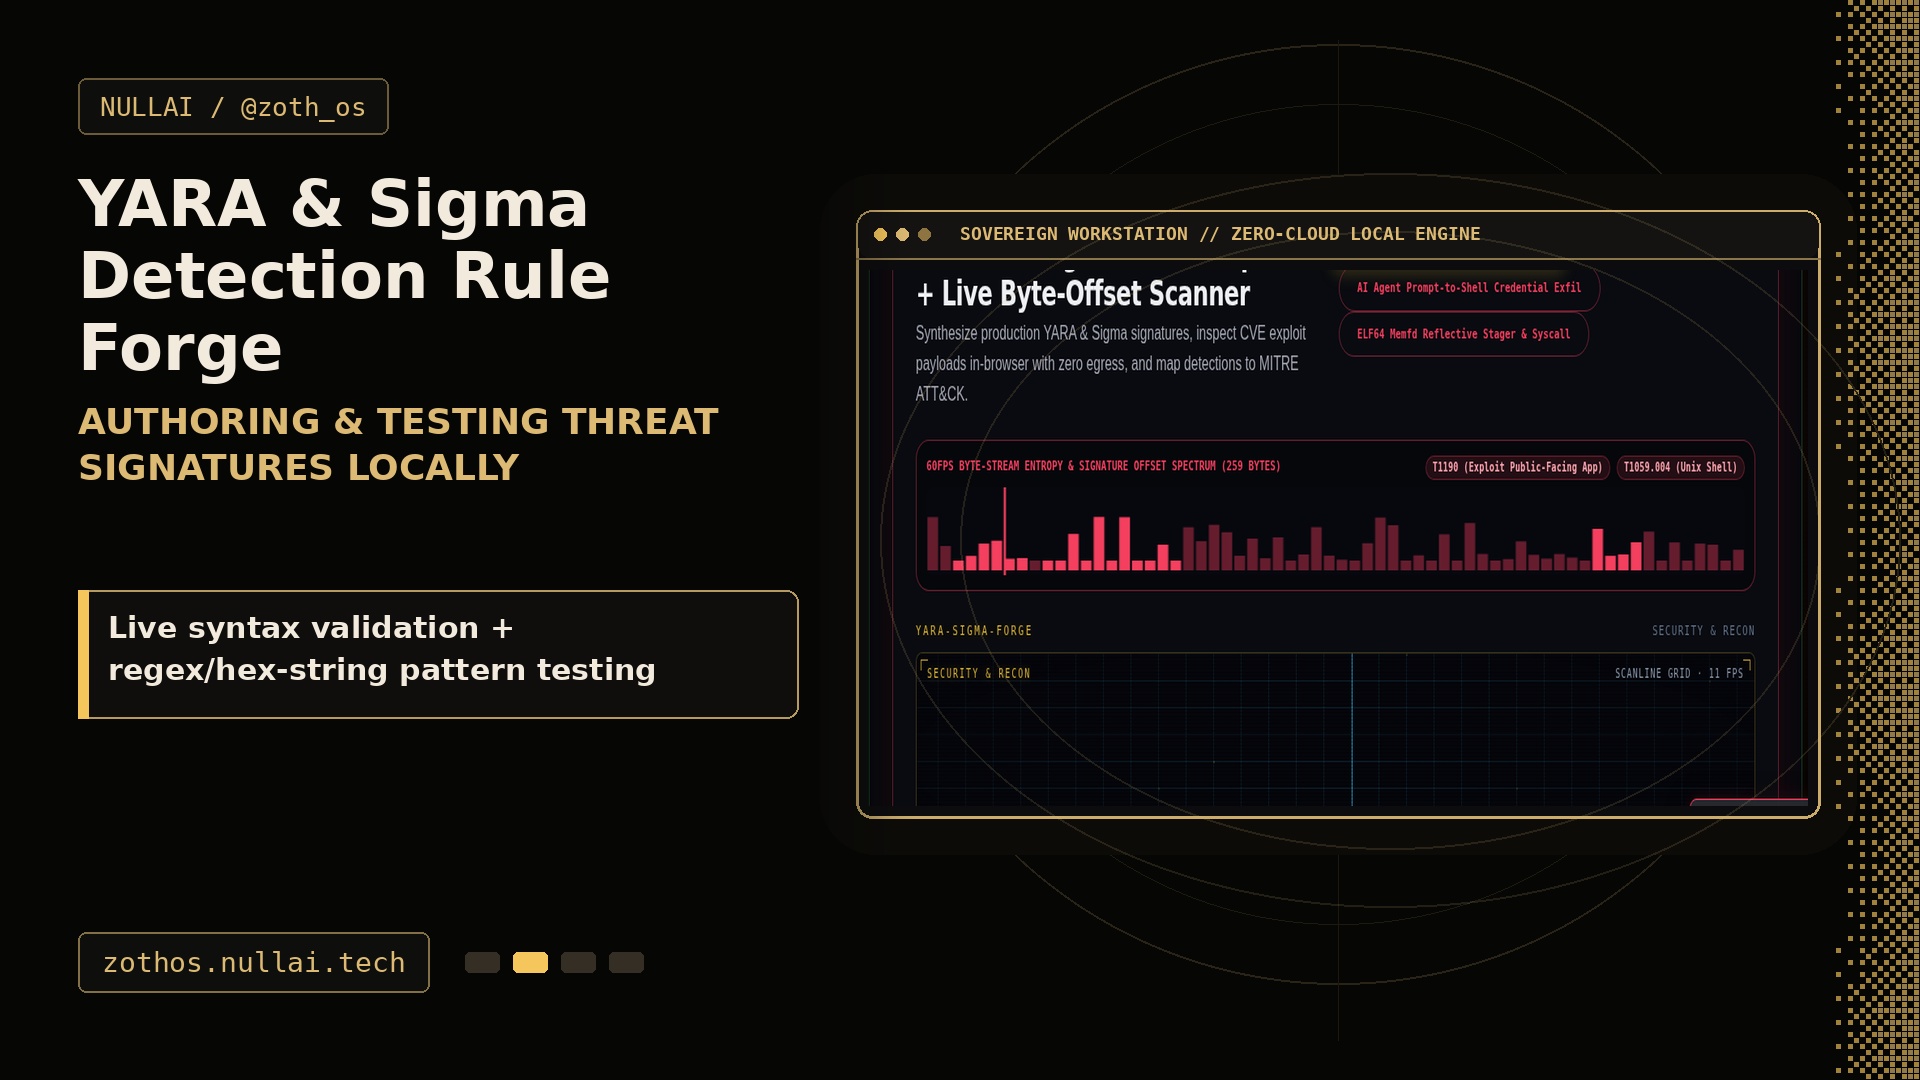 NULLAI / @zoth_os
YARA & Sigma
Detection Rule
Forge
AUTHORING & TESTING THREAT
SIGNATURES LOCALLY
Live syntax validation +
regex/hex-string pattern testing
zothos.nullai.tech
SOVEREIGN WORKSTATION // ZERO-CLOUD LOCAL ENGINE
+ Live Byte-Offset Scanner
Synthesize production YARA & Sigma signatures, inspect CVE exploit
payloads in-browser with zero egress, and map detections to MITRE
ATT&CK.
AI Agent Prompt-to-Shell Credential Exfil
ELF64 Memfd Reflective Stager & Syscall
60FPS BYTE-STREAM ENTROPY & SIGNATURE OFFSET SPECTRUM (259 BYTES)
T1190 (Exploit Public-Facing App)
T1059.004 (Unix Shell)
YARA-SIGMA-FORGE
SECURITY & RECON
SECURITY & RECON
SCANLINE GRID · 11 FPS